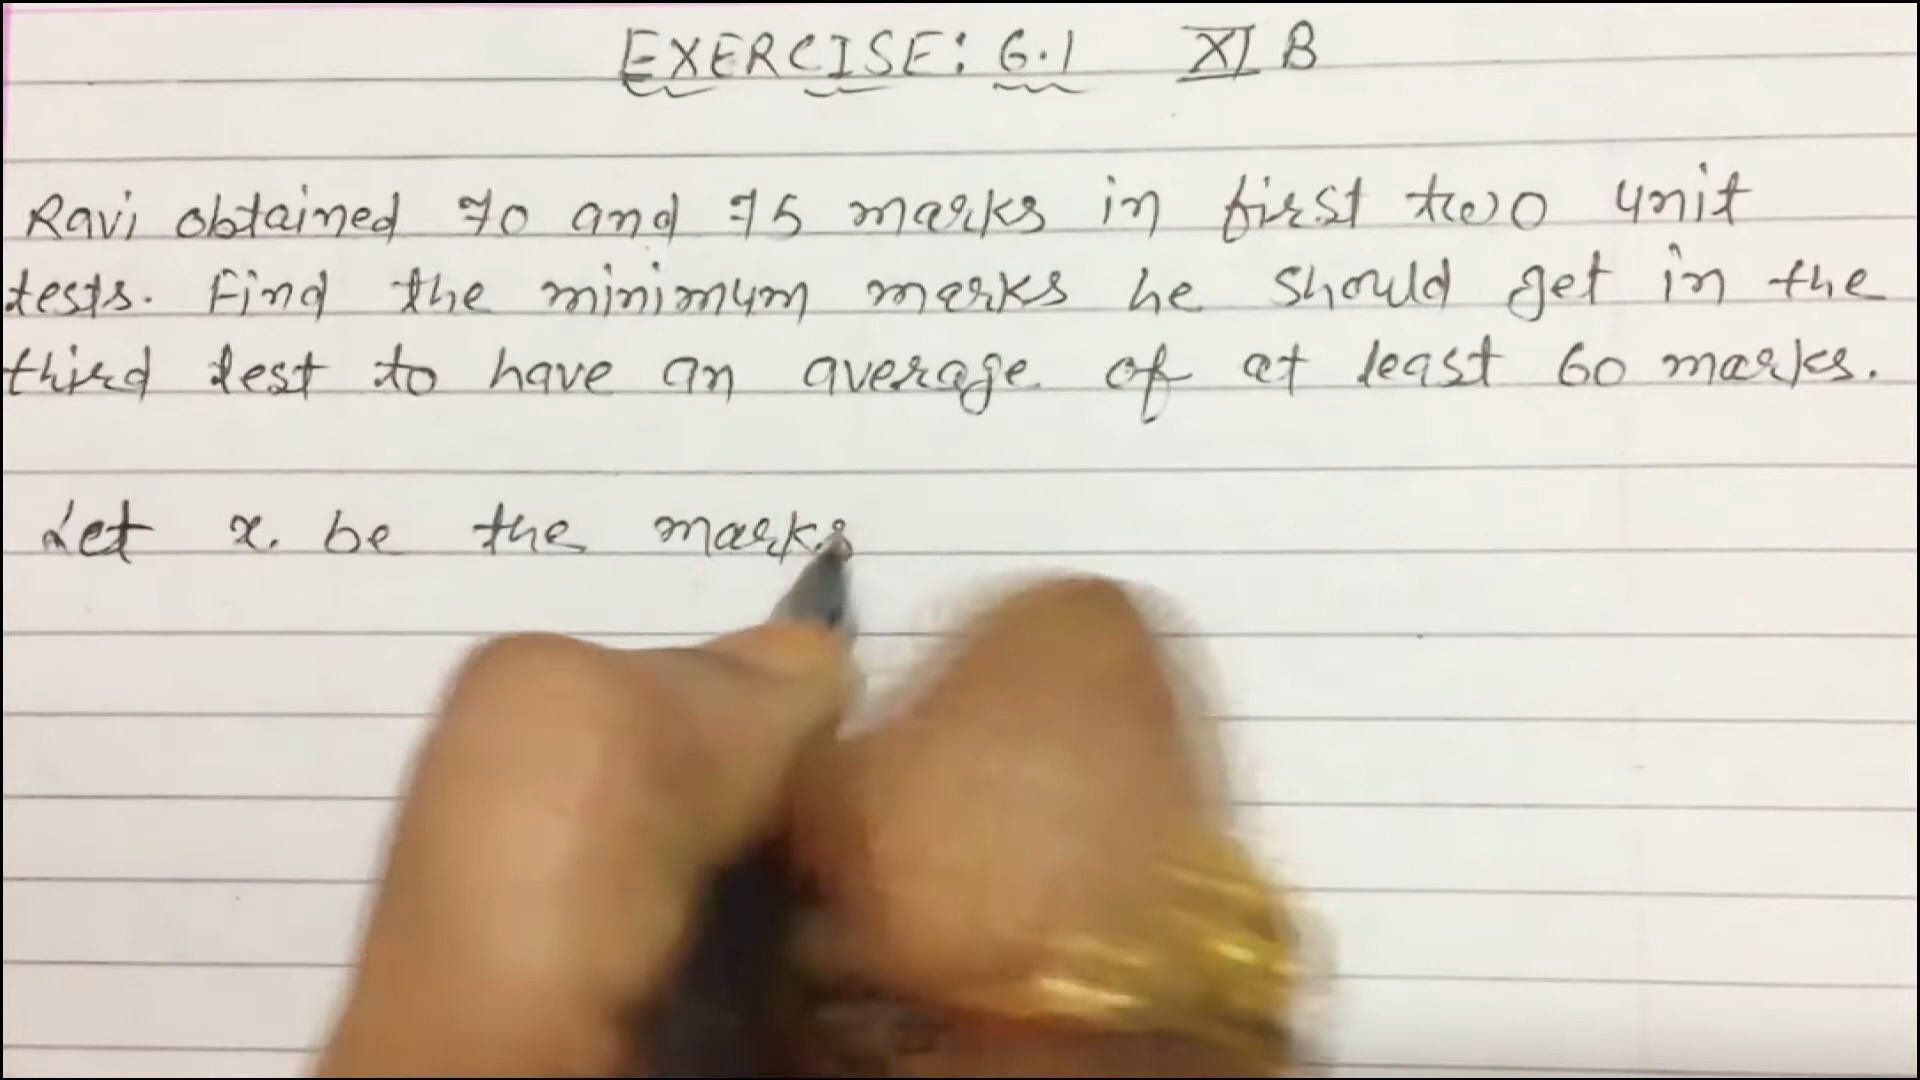 EXERCISE: 6.1 XI B
Ravi obtained 70 and 75 marks in first two unit
tests. Find the minimum marks he should get in the
third test to have an average of at least 60 marks.
Let x be the marks